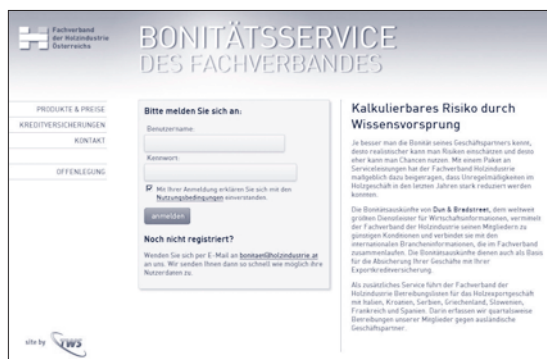 Fachverband
der Holzindustrie
Österreichs
BONITÄTSSERVICE
DES FACHVERBANDES
PRODUKTE & PREISE
KREDITVERSICHERUNGEN
KONTAKT
OFFENLEGUNG
Bitte melden Sie sich an:
Benutzername:
Kennwort:
Mit Ihrer Anmeldung erklären Sie sich mit den
Nutzungsbedingungen einverstanden.
anmelden
Noch nicht registriert?
Wenden Sie sich per E-Mail an bonitaet@holzindustrie.at
an uns. Wir senden Ihnen dann so schnell wie möglich ihre
Nutzerdaten zu.
Kalkulierbares Risiko durch
Wissensvorsprung
Je besser man die Bonität seines Geschäftspartners kennt,
desto realistischer kann man Risiken einschätzen und desto
eher kann man Chancen nutzen. Mit einem Paket an
Serviceleistungen hat der Fachverband Holzindustrie
maßgeblich dazu beigetragen, dass Unregelmäßigkeiten im
Holzgeschäft in den letzten Jahren stark reduziert werden
konnten.
Die Bonitätsauskünfte von Dun & Bradstreet, dem weltweit
größten Dienstleister für Wirtschaftsinformationen, vermittelt
der Fachverband der Holzindustrie seinen Mitgliedern zu
günstigen Konditionen und verbindet sie mit den
internationalen Brancheninformationen, die im Fachverband
zusammenlaufen. Die Bonitätsauskünfte dienen auch als Basis
für die Absicherung Ihrer Geschäfte mit Ihrer
Exportkreditversicherung.
Als zusätzliches Service führt der Fachverband der
Holzindustrie Betreibungslisten für das Holzexportgeschäft
mit Italien, Kroatien, Serbien, Griechenland, Slowenien,
Frankreich und Spanien. Darin erfassen wir quartalsweise
Betreibungen unserer Mitglieder gegen ausländische
Geschäftspartner.
site by TWS